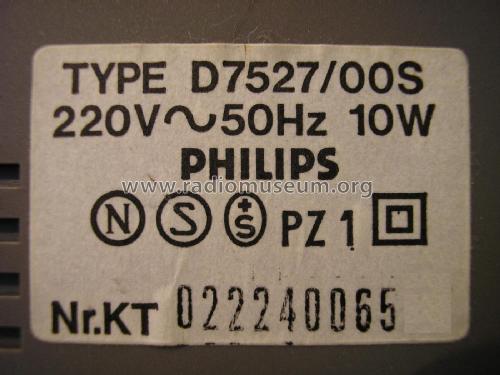 TYPE D7527/00S
220V~50Hz 10W
PHILIPS
www.radiomuseum.org
N S +S PZ 1
Nr.KT 022240065